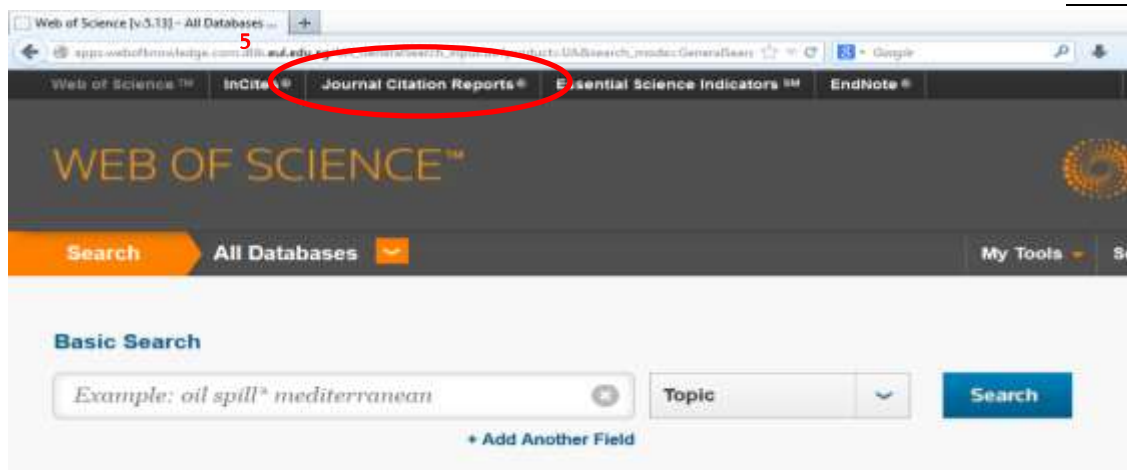 Web of Science [v.5.13] - All Databases ...
5
Google
Web of Science ™ InCites® Journal Citation Reports® Essential Science Indicators SM EndNote ®
WEB OF SCIENCE™
Search All Databases My Tools
Basic Search
Example: oil spill* mediterranean Topic Search
+ Add Another Field